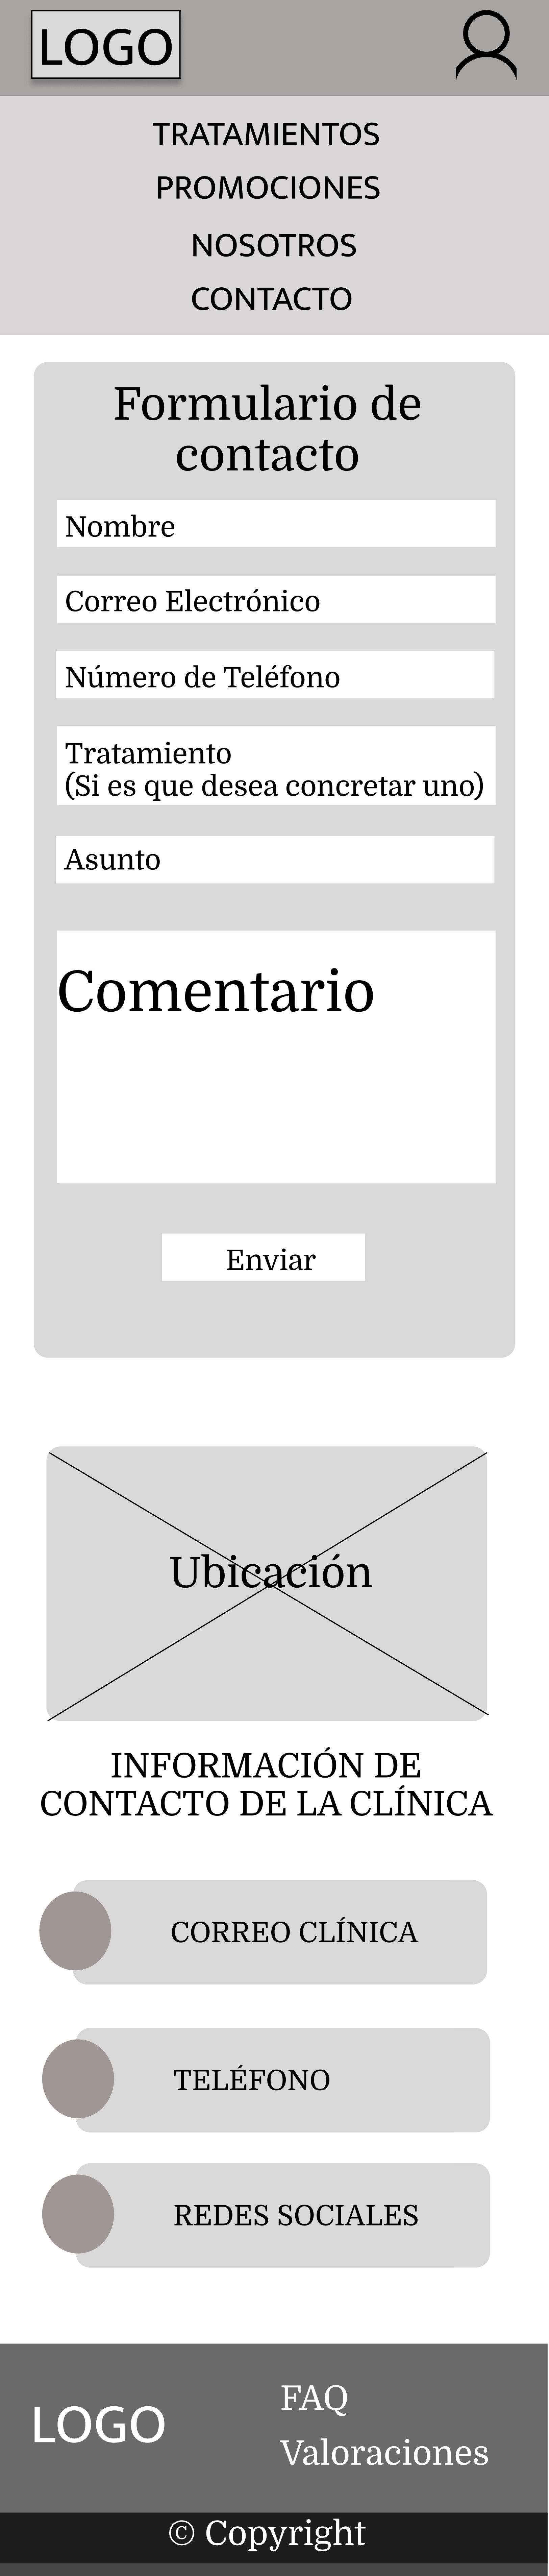 LOGO
TRATAMIENTOS
PROMOCIONES
NOSOTROS
CONTACTO
Formulario de
contacto
Nombre
Correo Electrónico
Número de Teléfono
Tratamiento
(Si es que desea concretar uno)
Asunto
Comentario
Enviar
Ubicación
INFORMACIÓN DE
CONTACTO DE LA CLÍNICA
CORREO CLÍNICA
TELÉFONO
REDES SOCIALES
LOGO
FAQ
Valoraciones
© Copyright